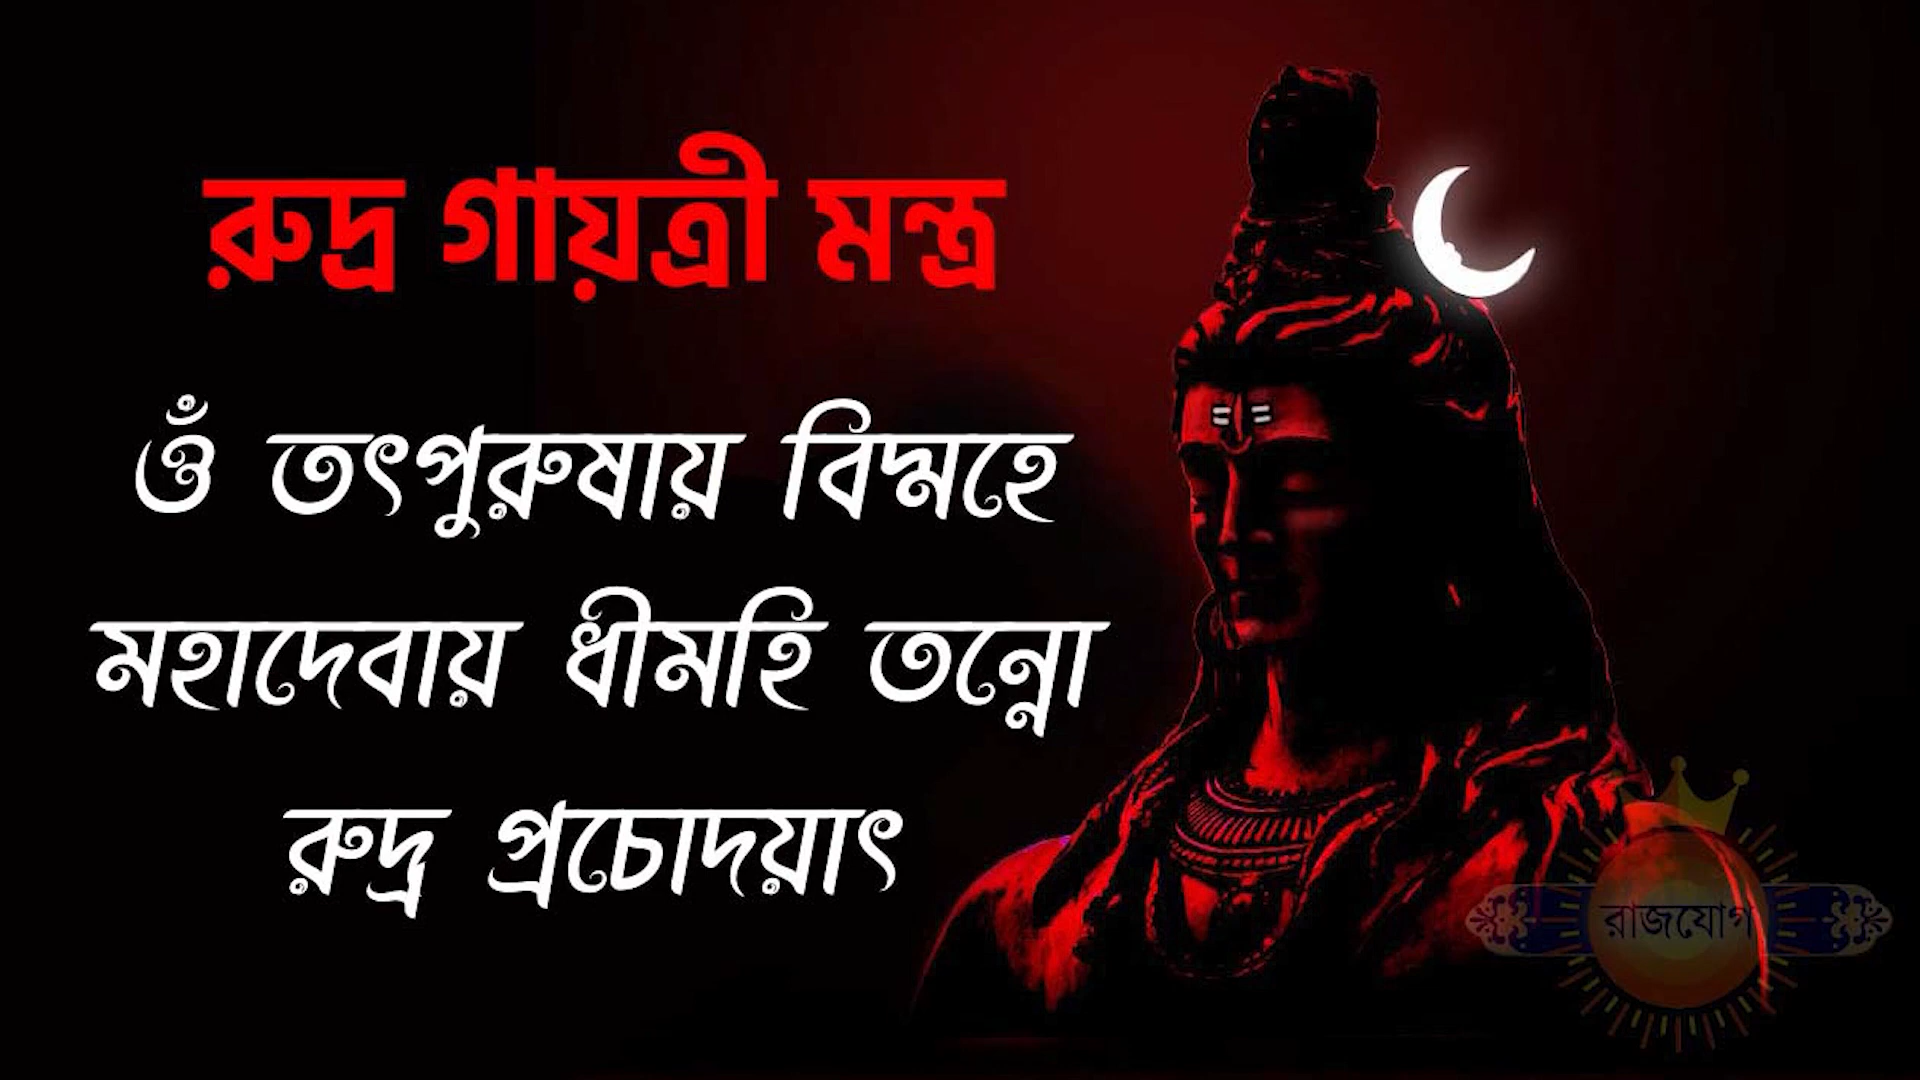 রুদ্র গায়ত্রী মন্ত্র
ওঁ তৎপুরুষায় বিদ্মহে
মহাদেবায় ধীমহি তন্নো
রুদ্র প্রচোদয়াৎ
রাজযোগ